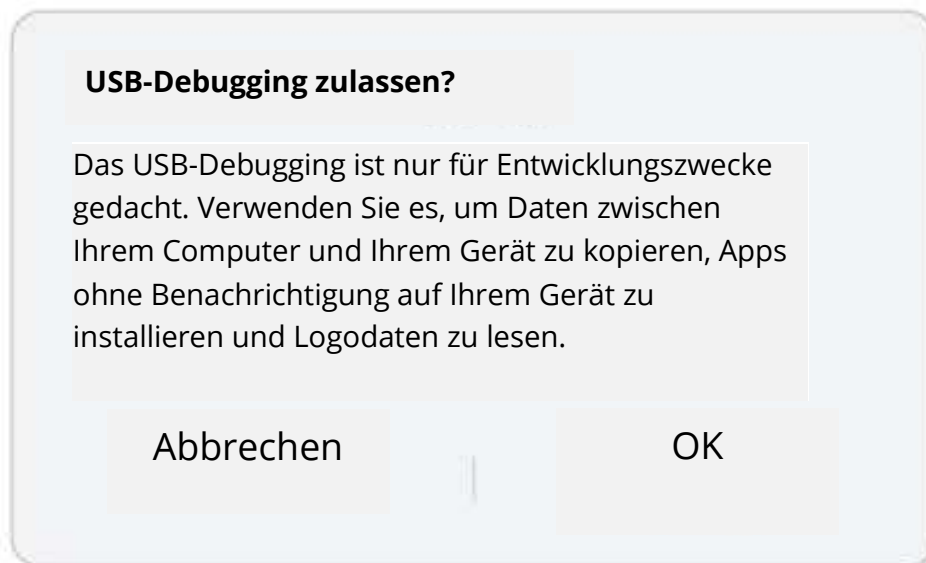 USB-Debugging zulassen?
Das USB-Debugging ist nur für Entwicklungszwecke
gedacht. Verwenden Sie es, um Daten zwischen
Ihrem Computer und Ihrem Gerät zu kopieren, Apps
ohne Benachrichtigung auf Ihrem Gerät zu
installieren und Logodaten zu lesen.
Abbrechen OK